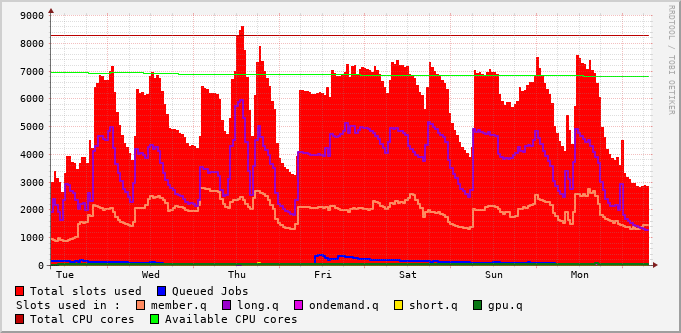 9000
8000
7000
6000
5000
4000
3000
2000
1000
0
Tue Wed Thu Fri Sat Sun Mon
RRDTOOL / TOBI OETIKER
Total slots used Queued Jobs
Slots used in : member.q long.q ondemand.q short.q gpu.q
Total CPU cores Available CPU cores